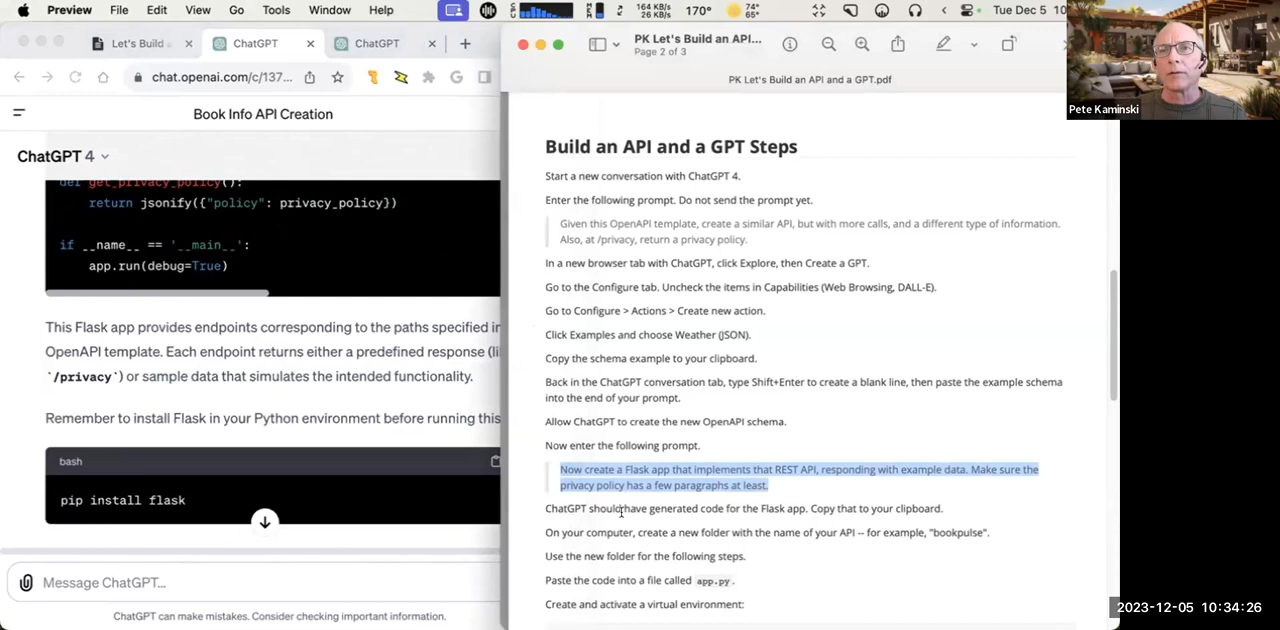 Preview File Edit View Go Tools Window Help
164 KB/s
26 KB/s
170°
74°
65°
Tue Dec 5 10
Let's Build
ChatGPT
ChatGPT
chat.openai.com/c/137...
Book Info API Creation
ChatGPT 4
def get_privacy_policy():
return jsonify({"policy": privacy_policy})
if __name__ == '__main__':
app.run(debug=True)
This Flask app provides endpoints corresponding to the paths specified in
OpenAPI template. Each endpoint returns either a predefined response (li
`/privacy`) or sample data that simulates the intended functionality.
Remember to install Flask in your Python environment before running this
bash
pip install flask
Message ChatGPT...
ChatGPT can make mistakes. Consider checking important information.
PK Let's Build an API...
Page 2 of 3
PK Let's Build an API and a GPT.pdf
Build an API and a GPT Steps
Start a new conversation with ChatGPT 4.
Enter the following prompt. Do not send the prompt yet.
Given this OpenAPI template, create a similar API, but with more calls, and a different type of information.
Also, at /privacy, return a privacy policy.
In a new browser tab with ChatGPT, click Explore, then Create a GPT.
Go to the Configure tab. Uncheck the items in Capabilities (Web Browsing, DALL-E).
Go to Configure > Actions > Create new action.
Click Examples and choose Weather (JSON).
Copy the schema example to your clipboard.
Back in the ChatGPT conversation tab, type Shift+Enter to create a blank line, then paste the example schema
into the end of your prompt.
Allow ChatGPT to create the new OpenAPI schema.
Now enter the following prompt.
Now create a Flask app that implements that REST API, responding with example data. Make sure the
privacy policy has a few paragraphs at least.
ChatGPT should have generated code for the Flask app. Copy that to your clipboard.
On your computer, create a new folder with the name of your API -- for example, "bookpulse".
Use the new folder for the following steps.
Paste the code into a file called app.py.
Create and activate a virtual environment:
Pete Kaminski
2023-12-05 10:34:26